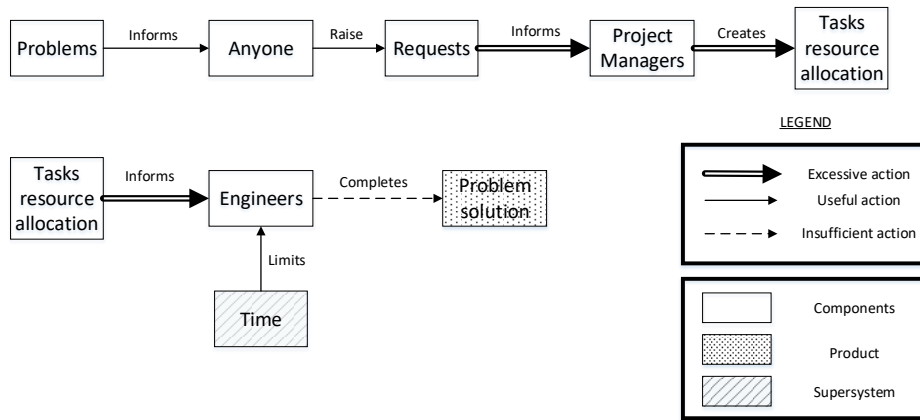 Problems
Informs
Anyone
Raise
Requests
Informs
Project
Managers
Creates
Tasks
resource
allocation
Tasks
resource
allocation
Informs
Engineers
Completes
Problem
solution
Limits
Time
LEGEND
Excessive action
Useful action
Insufficient action
Components
Product
Supersystem